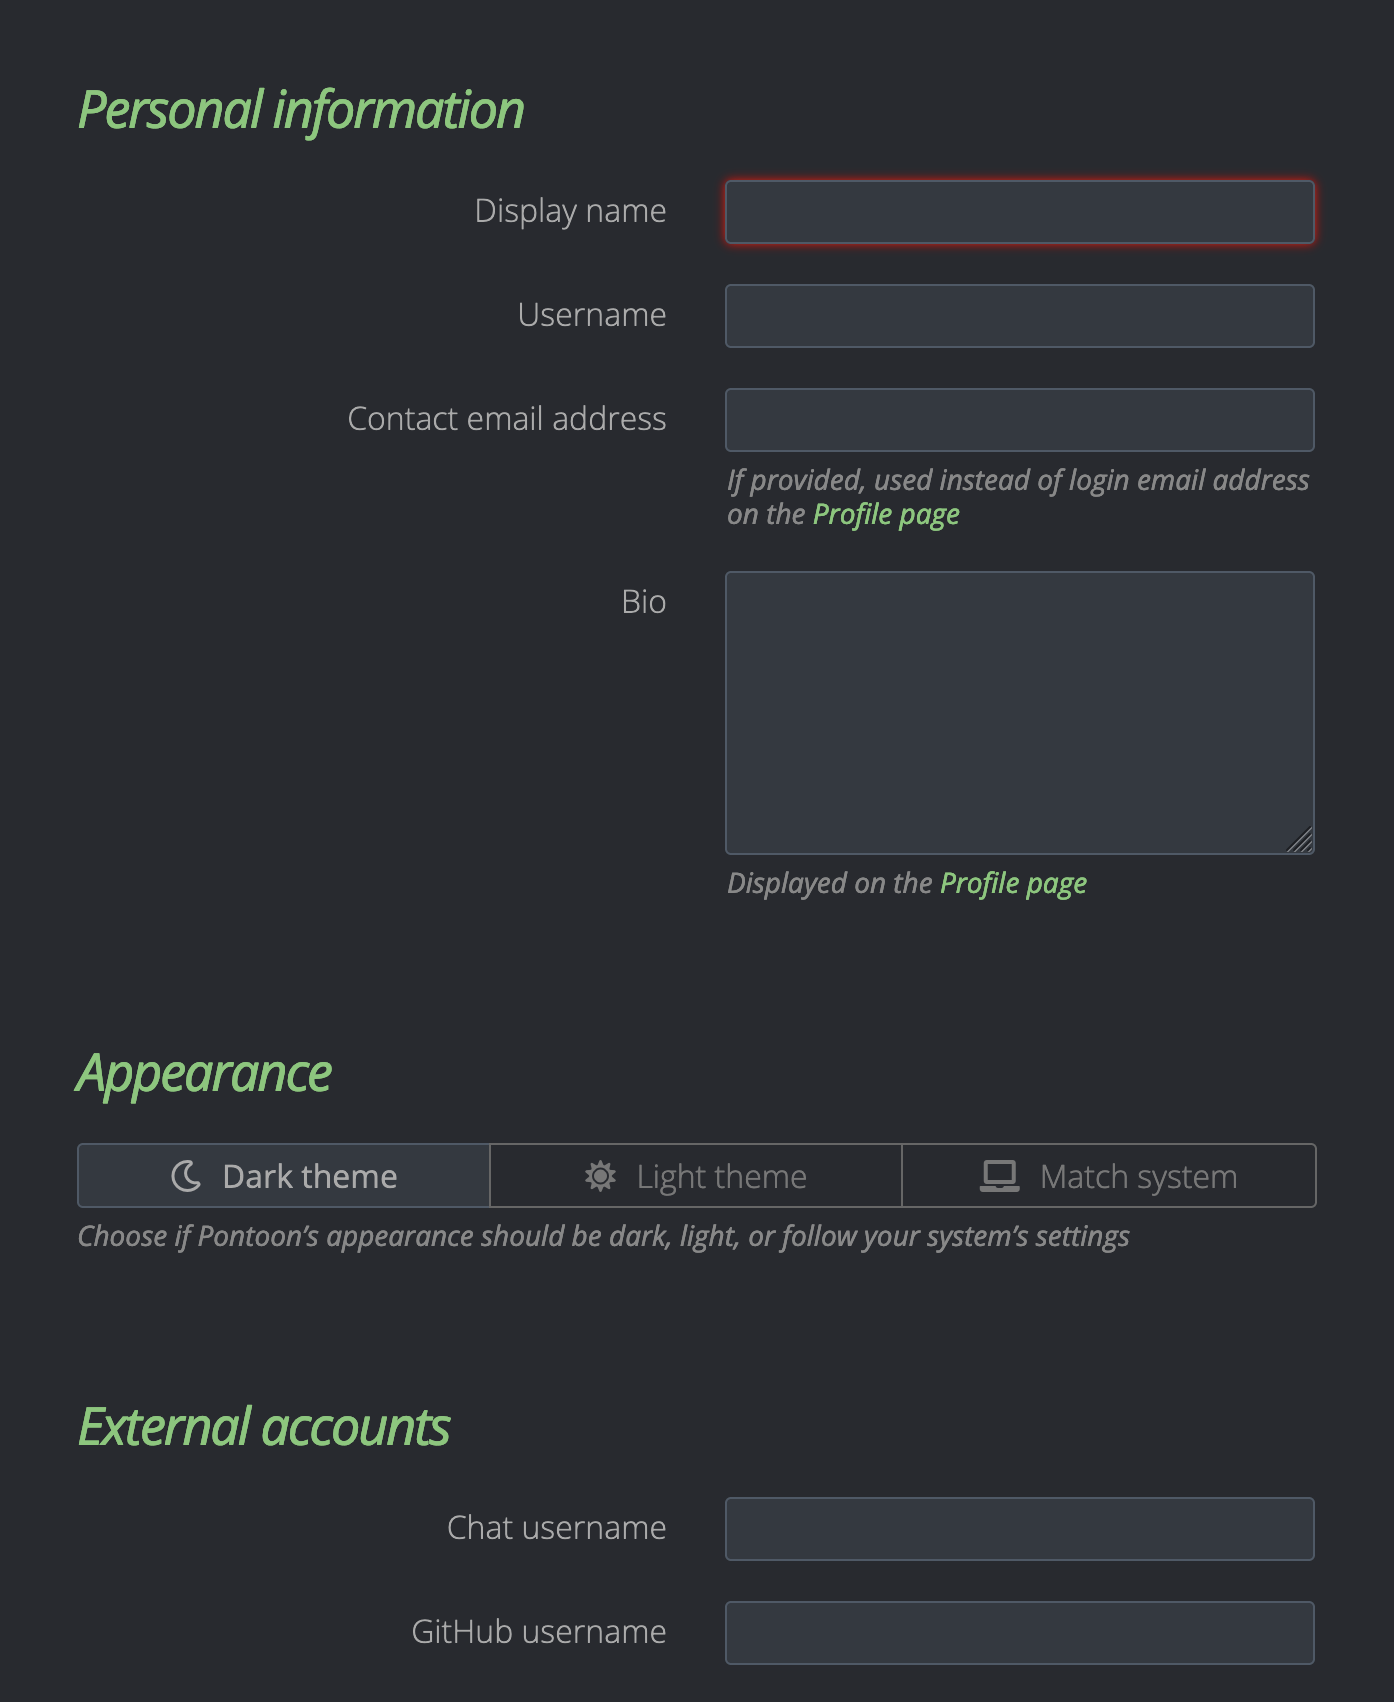 Personal information
Display name
Username
Contact email address
If provided, used instead of login email address
on the Profile page
Bio
Displayed on the Profile page
Appearance
Dark theme
Light theme
Match system
Choose if Pontoon’s appearance should be dark, light, or follow your system’s settings
External accounts
Chat username
GitHub username